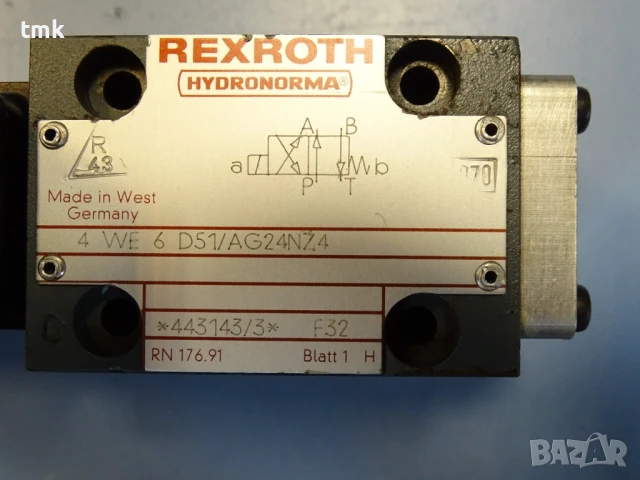 tmk
REXROTH
HYDRONORMA®
R
43
A B
a b
P T
070
Made in West
Germany
4 WE 6 D51/AG24NZ4
*443143/3* F32
RN 176.91 Blatt 1 H
BAZAR